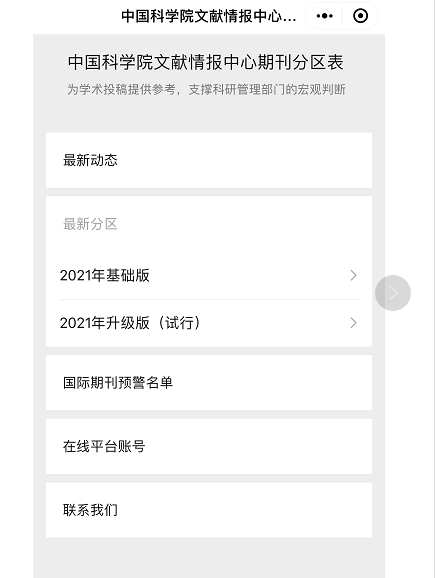 中国科学院文献情报中心...
中国科学院文献情报中心期刊分区表
为学术投稿提供参考，支撑科研管理部门的宏观判断
最新动态
最新分区
2021年基础版
2021年升级版（试行）
国际期刊预警名单
在线平台账号
联系我们